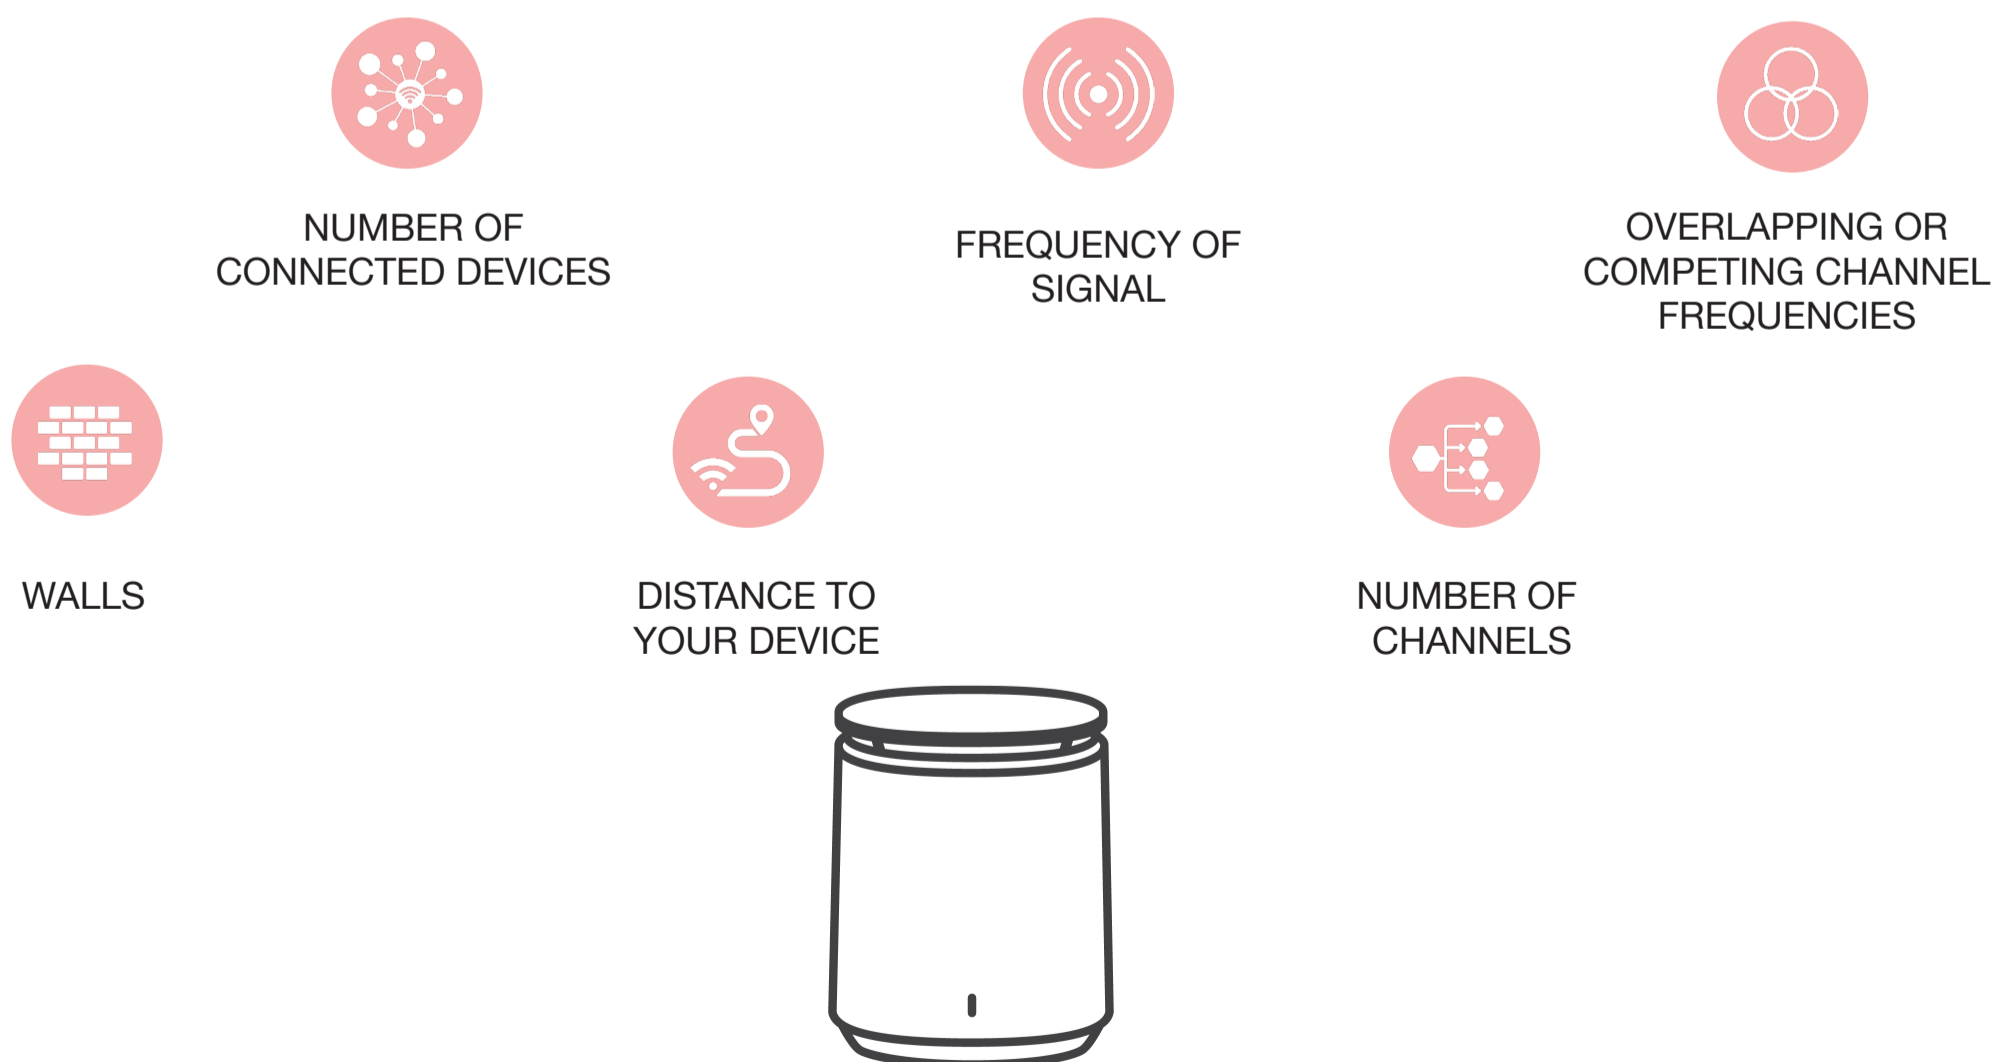 NUMBER OF
CONNECTED DEVICES
FREQUENCY OF
SIGNAL
OVERLAPPING OR
COMPETING CHANNEL
FREQUENCIES
WALLS
DISTANCE TO
YOUR DEVICE
NUMBER OF
CHANNELS